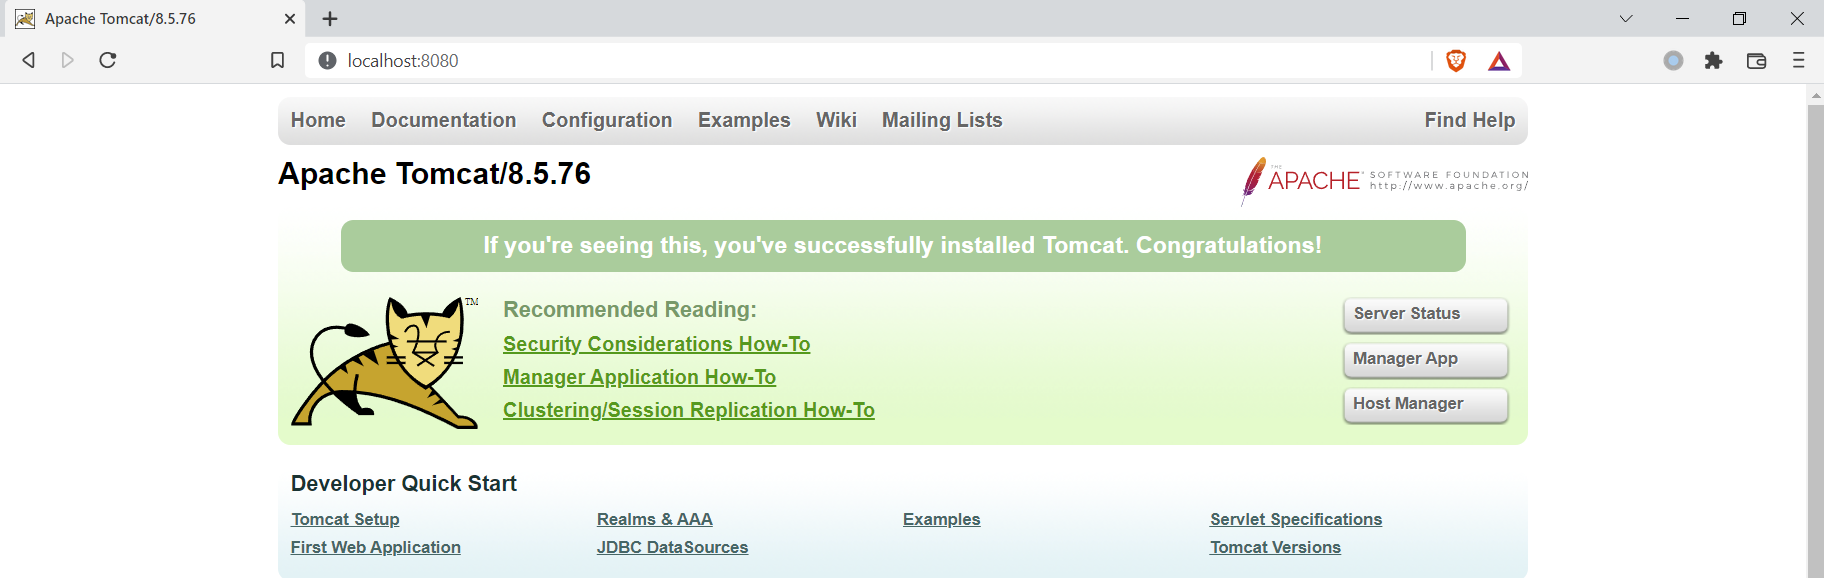 Apache Tomcat/8.5.76
localhost:8080
Home Documentation Configuration Examples Wiki Mailing Lists Find Help
Apache Tomcat/8.5.76
THE APACHE® SOFTWARE FOUNDATION
http://www.apache.org/
If you're seeing this, you've successfully installed Tomcat. Congratulations!
TM
Recommended Reading:
Security Considerations How-To
Manager Application How-To
Clustering/Session Replication How-To
Server Status
Manager App
Host Manager
Developer Quick Start
Tomcat Setup Realms & AAA Examples Servlet Specifications
First Web Application JDBC DataSources Tomcat Versions